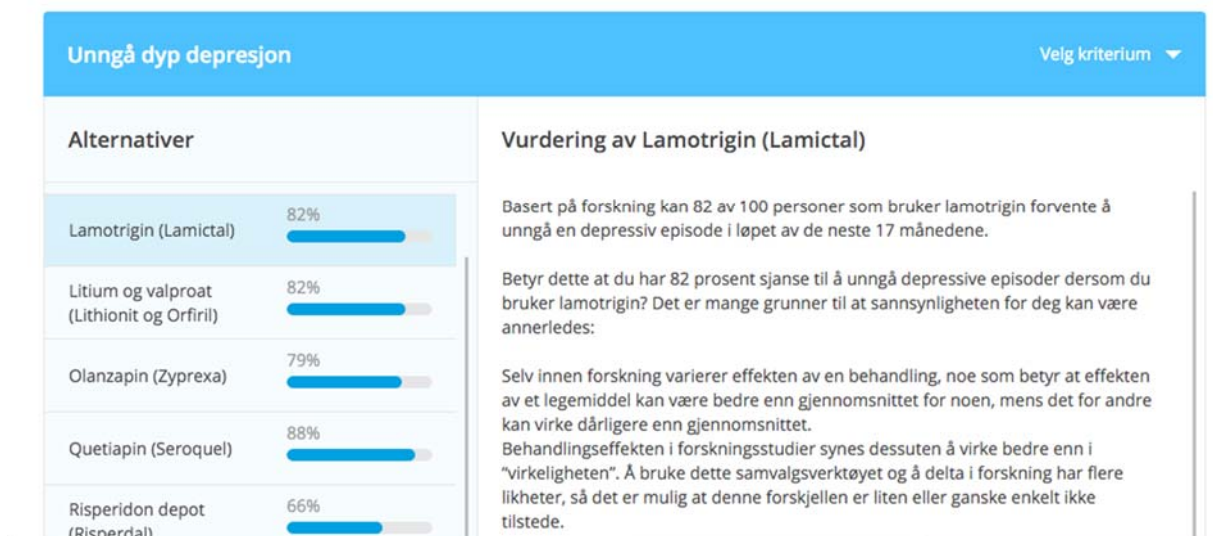 Unngå dyp depresjon
Velg kriterium
Alternativer
Lamotrigin (Lamictal)
82%
Litium og valproat
(Lithionit og Orfiril)
82%
Olanzapin (Zyprexa)
79%
Quetiapin (Seroquel)
88%
Risperidon depot
(Risperdal)
66%
Vurdering av Lamotrigin (Lamictal)
Basert på forskning kan 82 av 100 personer som bruker lamotrigin forvente å
unngå en depressiv episode i løpet av de neste 17 månedene.
Betyr dette at du har 82 prosent sjanse til å unngå depressive episoder dersom du
bruker lamotrigin? Det er mange grunner til at sannsynligheten for deg kan være
annerledes:
Selv innen forskning varierer effekten av en behandling, noe som betyr at effekten
av et legemiddel kan være bedre enn gjennomsnittet for noen, mens det for andre
kan virke dårligere enn gjennomsnittet.
Behandlingseffekten i forskningsstudier synes dessuten å virke bedre enn i
"virkeligheten". Å bruke dette samvalgsverktøyet og å delta i forskning har flere
likheter, så det er mulig at denne forskjellen er liten eller ganske enkelt ikke
tilstede.